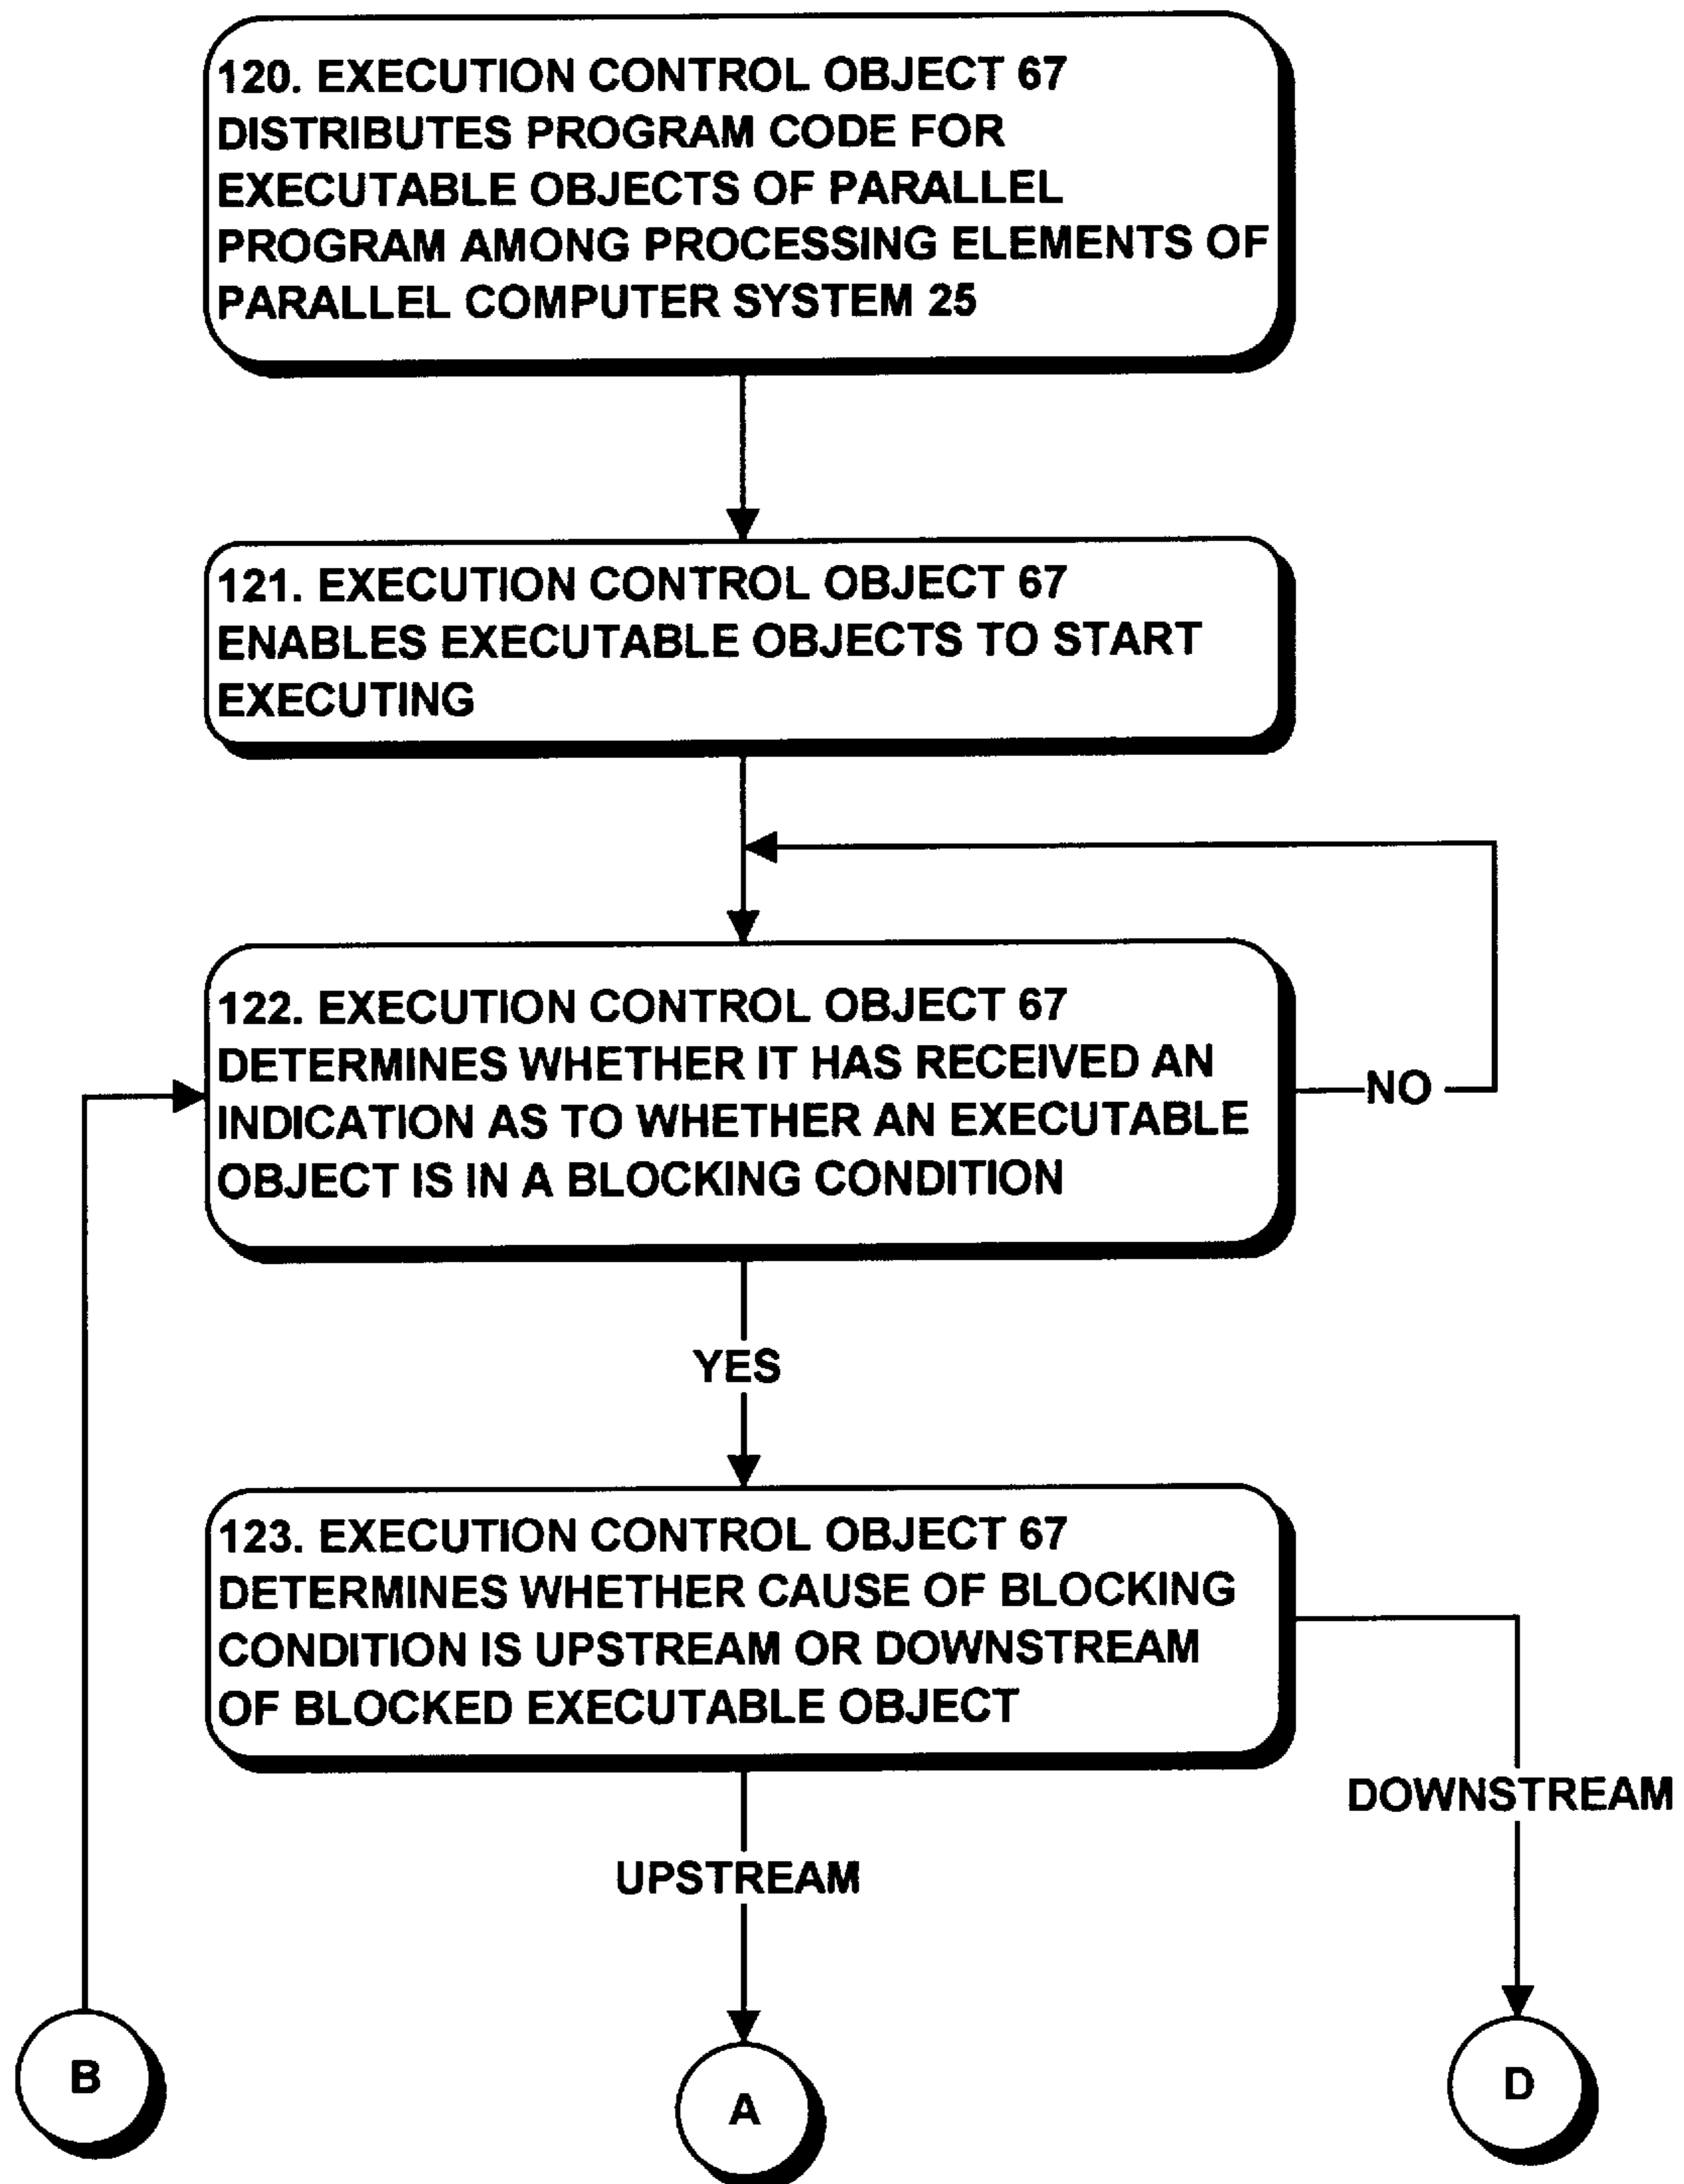 120. EXECUTION CONTROL OBJECT 67
DISTRIBUTES PROGRAM CODE FOR
EXECUTABLE OBJECTS OF PARALLEL
PROGRAM AMONG PROCESSING ELEMENTS OF
PARALLEL COMPUTER SYSTEM 25
121. EXECUTION CONTROL OBJECT 67
ENABLES EXECUTABLE OBJECTS TO START
EXECUTING
122. EXECUTION CONTROL OBJECT 67
DETERMINES WHETHER IT HAS RECEIVED AN
INDICATION AS TO WHETHER AN EXECUTABLE
OBJECT IS IN A BLOCKING CONDITION
NO
YES
123. EXECUTION CONTROL OBJECT 67
DETERMINES WHETHER CAUSE OF BLOCKING
CONDITION IS UPSTREAM OR DOWNSTREAM
OF BLOCKED EXECUTABLE OBJECT
DOWNSTREAM
UPSTREAM
B
A
D